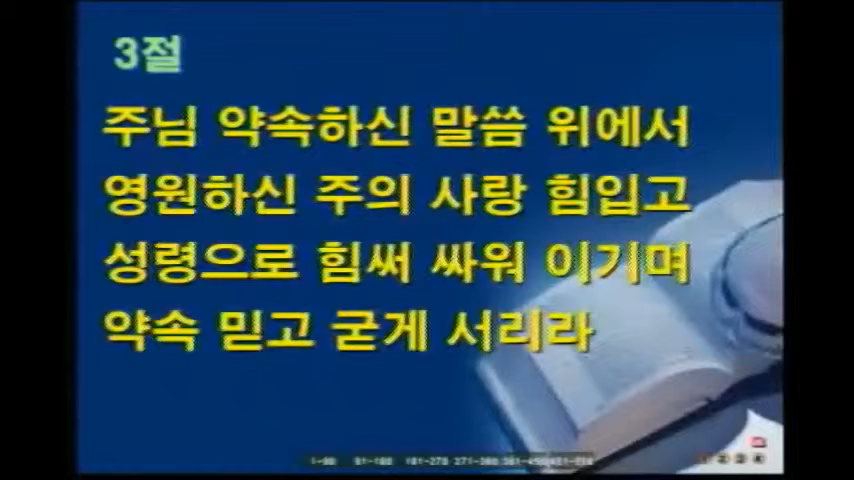 3절
주님 약속하신 말씀 위에서
영원하신 주의 사랑 힘입고
성령으로 힘써 싸워 이기며
약속 믿고 굳게 서리라